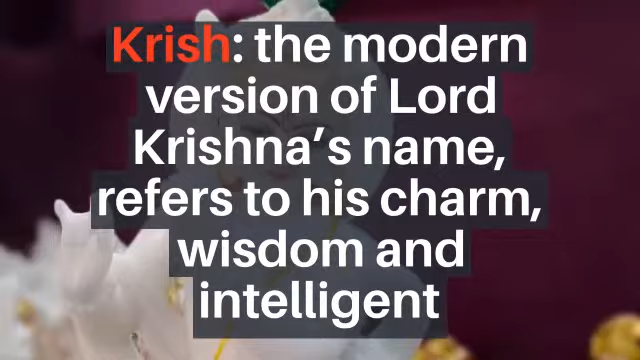 Krish: the modern
version of Lord
Krishna’s name,
refers to his charm,
wisdom and
intelligent